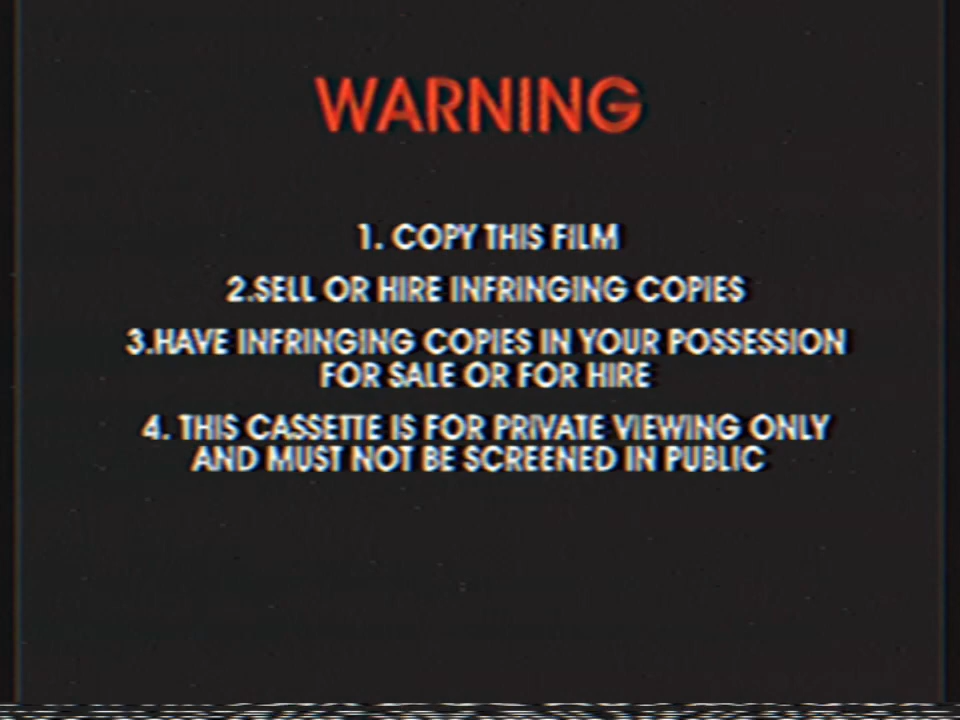 WARNING
1. COPY THIS FILM
2.SELL OR HIRE INFRINGING COPIES
3.HAVE INFRINGING COPIES IN YOUR POSSESSION
FOR SALE OR FOR HIRE
4. THIS CASSETTE IS FOR PRIVATE VIEWING ONLY
AND MUST NOT BE SCREENED IN PUBLIC